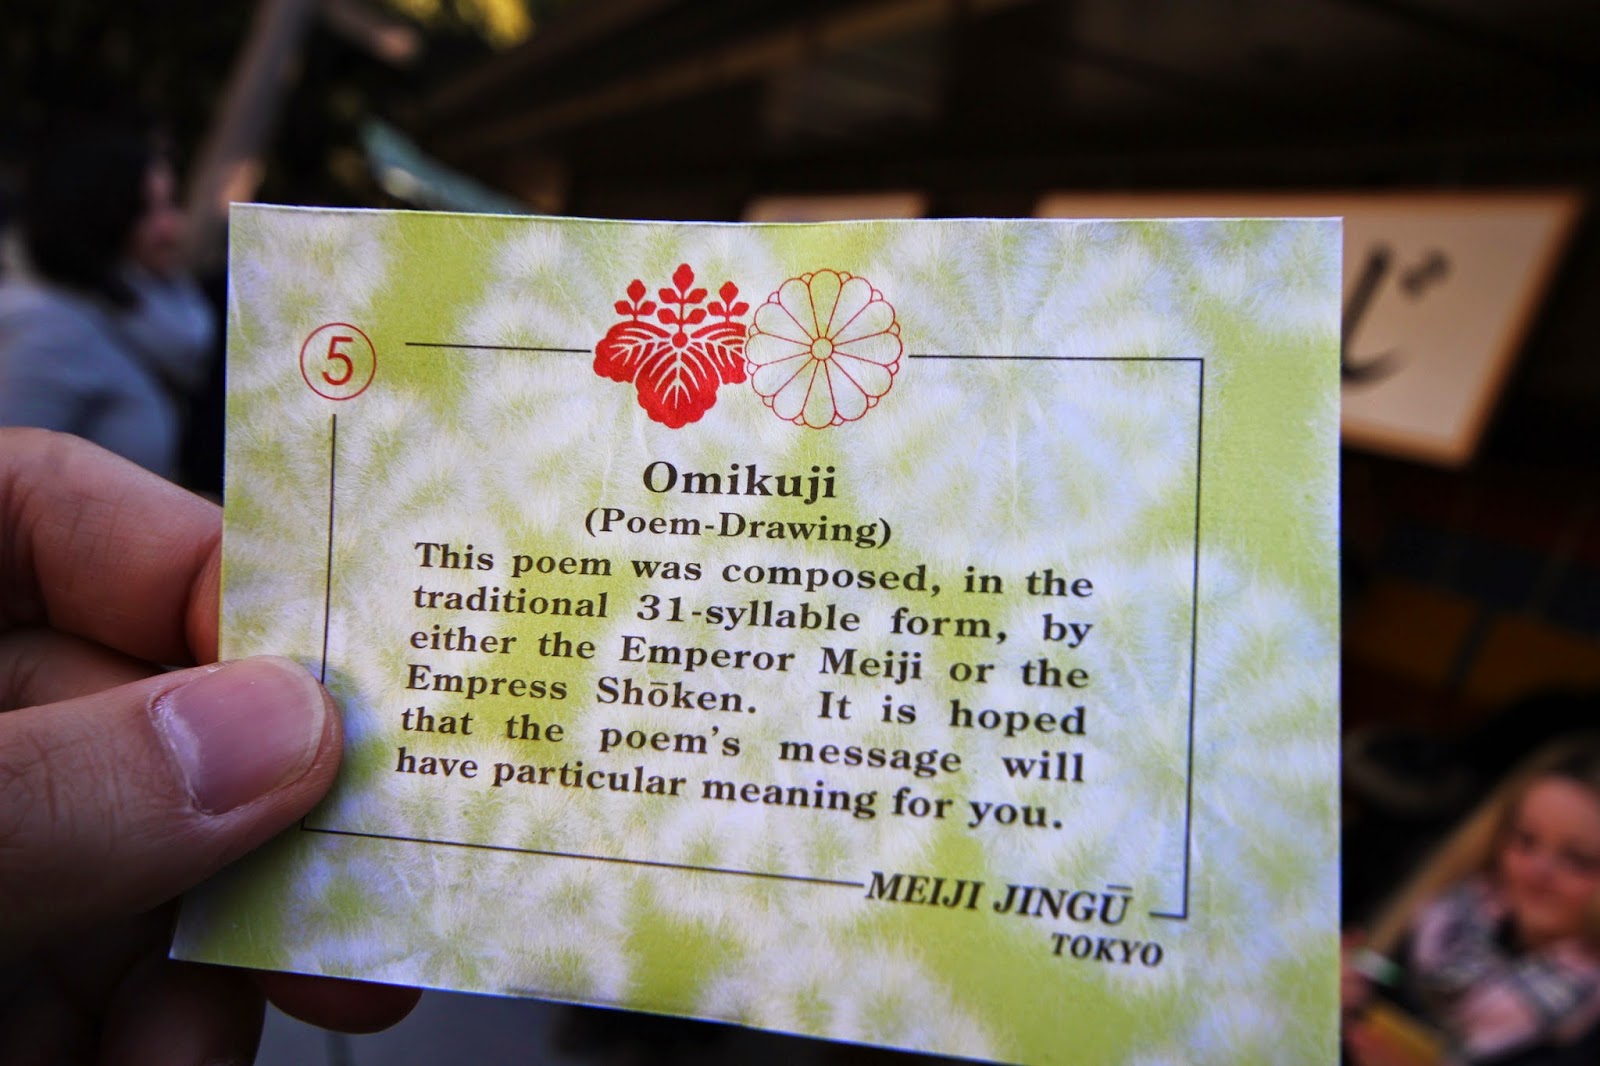 5
Omikuji
(Poem-Drawing)
This poem was composed, in the
traditional 31-syllable form, by
either the Emperor Meiji or the
Empress Shōken. It is hoped
that the poem's message will
have particular meaning for you.
MEIJI JINGŪ
TOKYO
じ